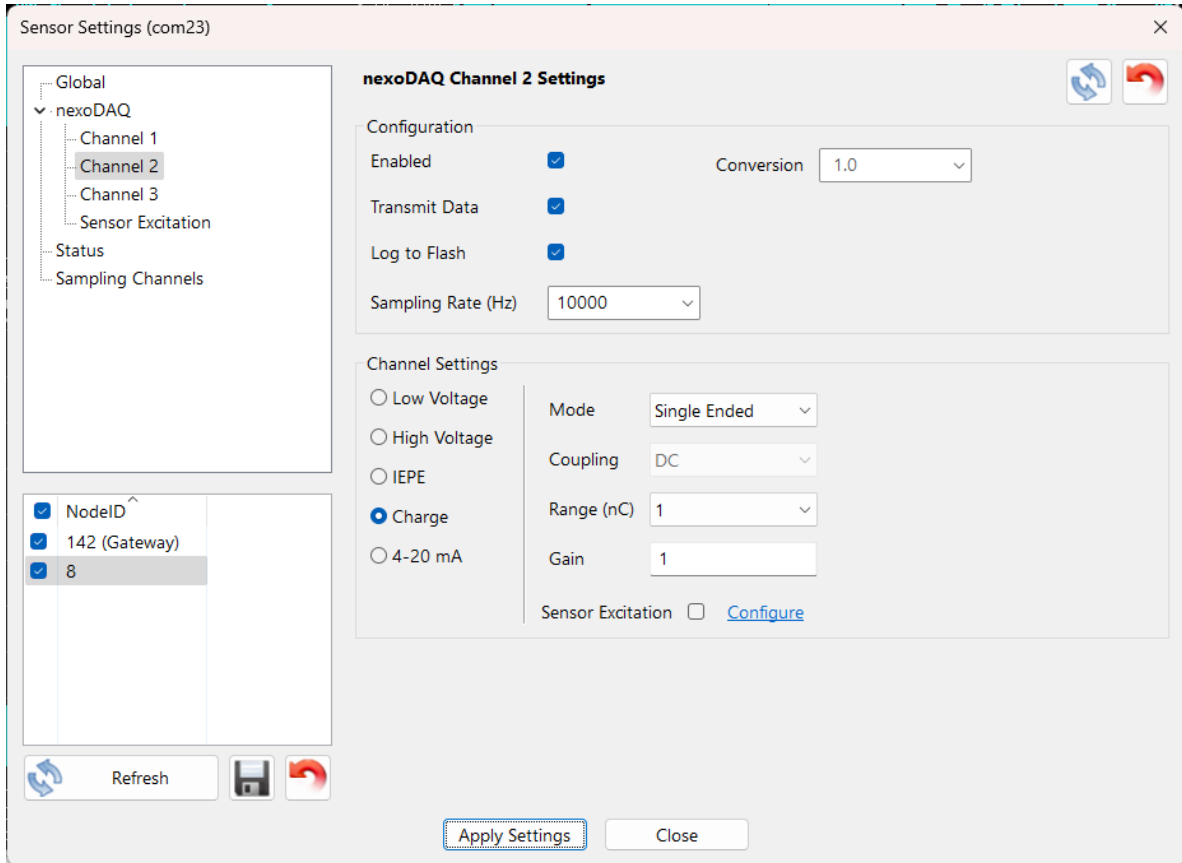 Sensor Settings (com23)
Global
nexoDAQ
Channel 1
Channel 2
Channel 3
Sensor Excitation
Status
Sampling Channels
NodeID
142 (Gateway)
8
Refresh
nexoDAQ Channel 2 Settings
Configuration
Enabled
Conversion 1.0
Transmit Data
Log to Flash
Sampling Rate (Hz) 10000
Channel Settings
Low Voltage
High Voltage
IEPE
Charge
4-20 mA
Mode Single Ended
Coupling DC
Range (nC) 1
Gain 1
Sensor Excitation Configure
Apply Settings Close